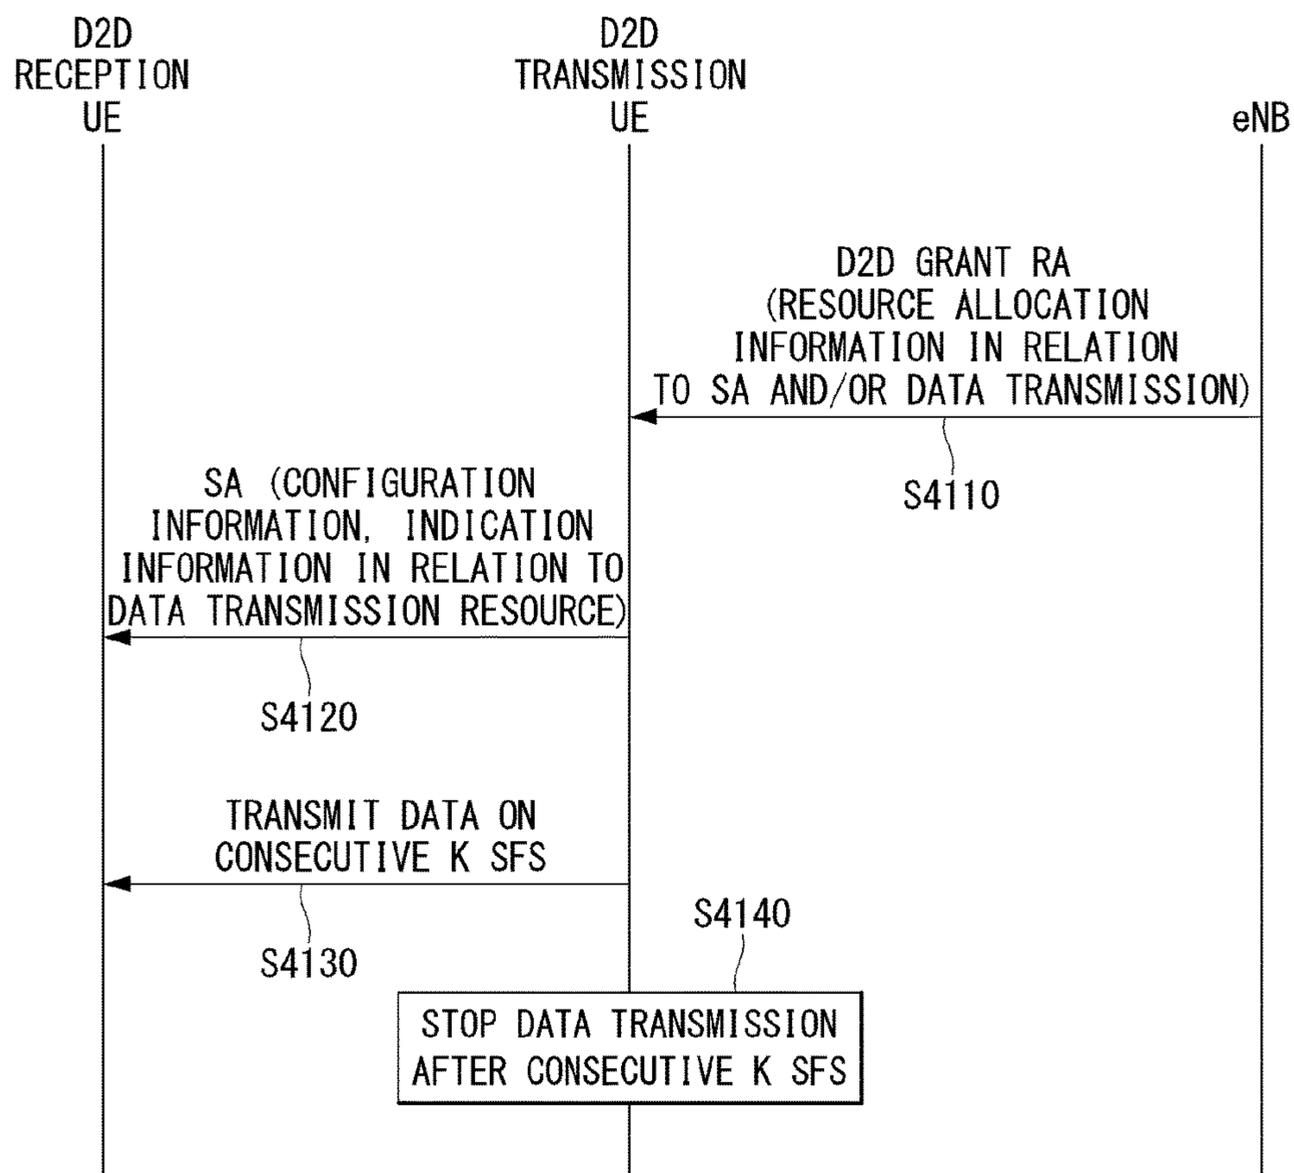 D2D
RECEPTION
UE
D2D
TRANSMISSION
UE
eNB
D2D GRANT RA
(RESOURCE ALLOCATION
INFORMATION IN RELATION
TO SA AND/OR DATA TRANSMISSION)
S4110
SA (CONFIGURATION
INFORMATION, INDICATION
INFORMATION IN RELATION TO
DATA TRANSMISSION RESOURCE)
S4120
TRANSMIT DATA ON
CONSECUTIVE K SFS
S4130
S4140
STOP DATA TRANSMISSION
AFTER CONSECUTIVE K SFS